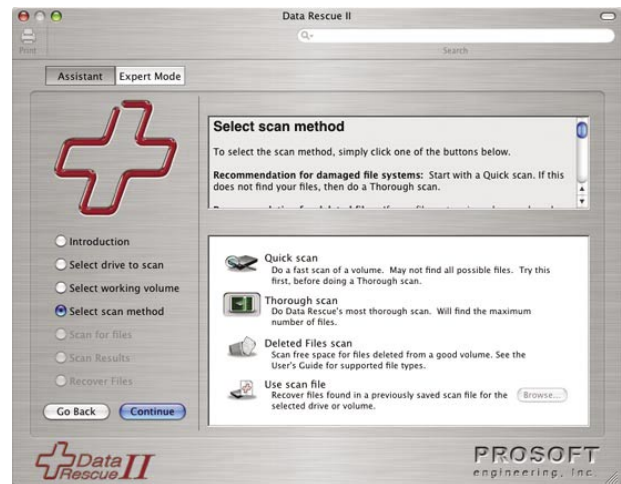 Data Rescue II
Print
Search
Assistant
Expert Mode
Select scan method
To select the scan method, simply click one of the buttons below.
Recommendation for damaged file systems: Start with a Quick scan. If this
does not find your files, then do a Thorough scan.
Introduction
Select drive to scan
Select working volume
Select scan method
Scan for files
Scan Results
Recover Files
Go Back
Continue
Quick scan
Do a fast scan of a volume. May not find all possible files. Try this
first, before doing a Thorough scan.
Thorough scan
Do Data Rescue's most thorough scan. Will find the maximum
number of files.
Deleted Files scan
Scan free space for files deleted from a good volume. See the
User's Guide for supported file types.
Use scan file
Recover files found in a previously saved scan file for the
selected drive or volume.
Browse...
Data
Rescue II
PROSOFT
engineering, Inc.